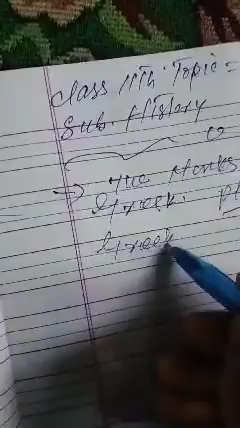 Class 11th. Topic =
Sub. History
→ The Monks
Greek. P
Greek